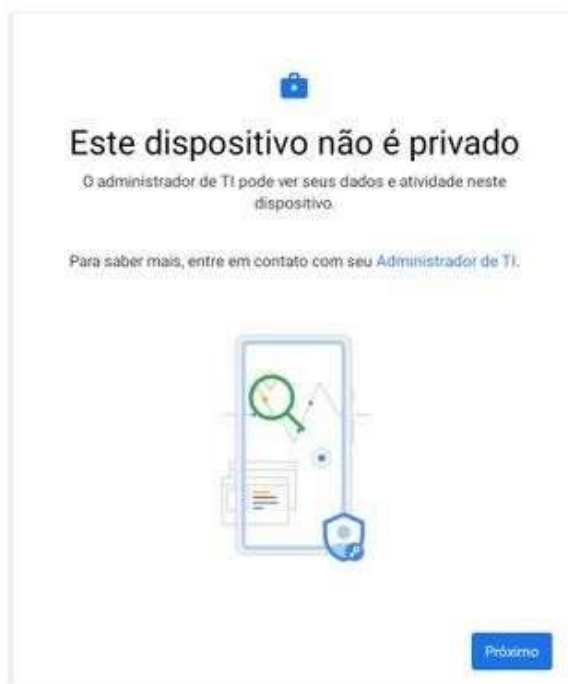 Este dispositivo não é privado
O administrador de TI pode ver seus dados e atividade neste
dispositivo.
Para saber mais, entre em contato com seu Administrador de TI.
Próximo